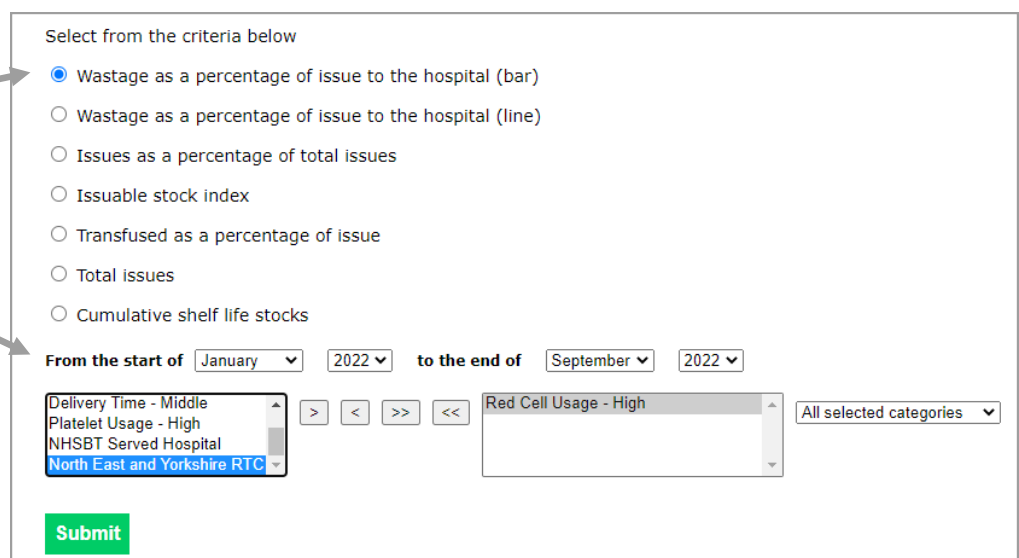 Select from the criteria below
Wastage as a percentage of issue to the hospital (bar)
Wastage as a percentage of issue to the hospital (line)
Issues as a percentage of total issues
Issuable stock index
Transfused as a percentage of issue
Total issues
Cumulative shelf life stocks
From the start of January 2022 to the end of September 2022
Delivery Time - Middle
Platelet Usage - High
NHSBT Served Hospital
North East and Yorkshire RTC
> < >> <<
Red Cell Usage - High
All selected categories
Submit